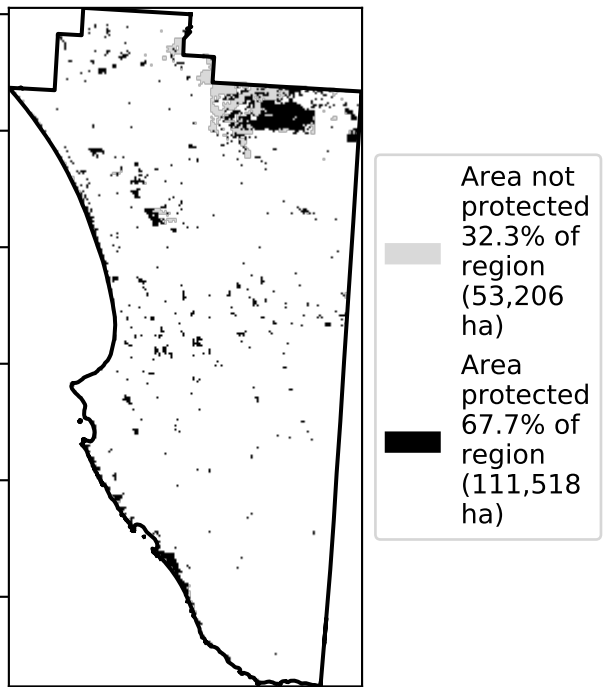 Area not
protected
32.3% of
region
(53,206
ha)
Area
protected
67.7% of
region
(111,518
ha)